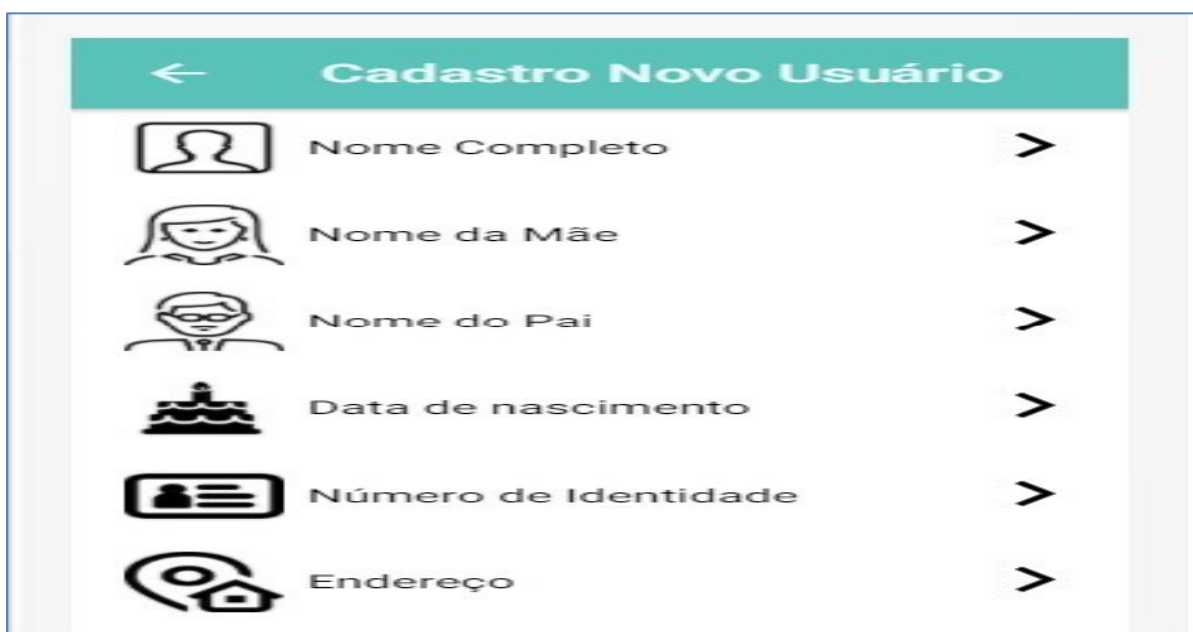 Cadastro Novo Usuário
Nome Completo
Nome da Mãe
Nome do Pai
Data de nascimento
Número de Identidade
Endereço